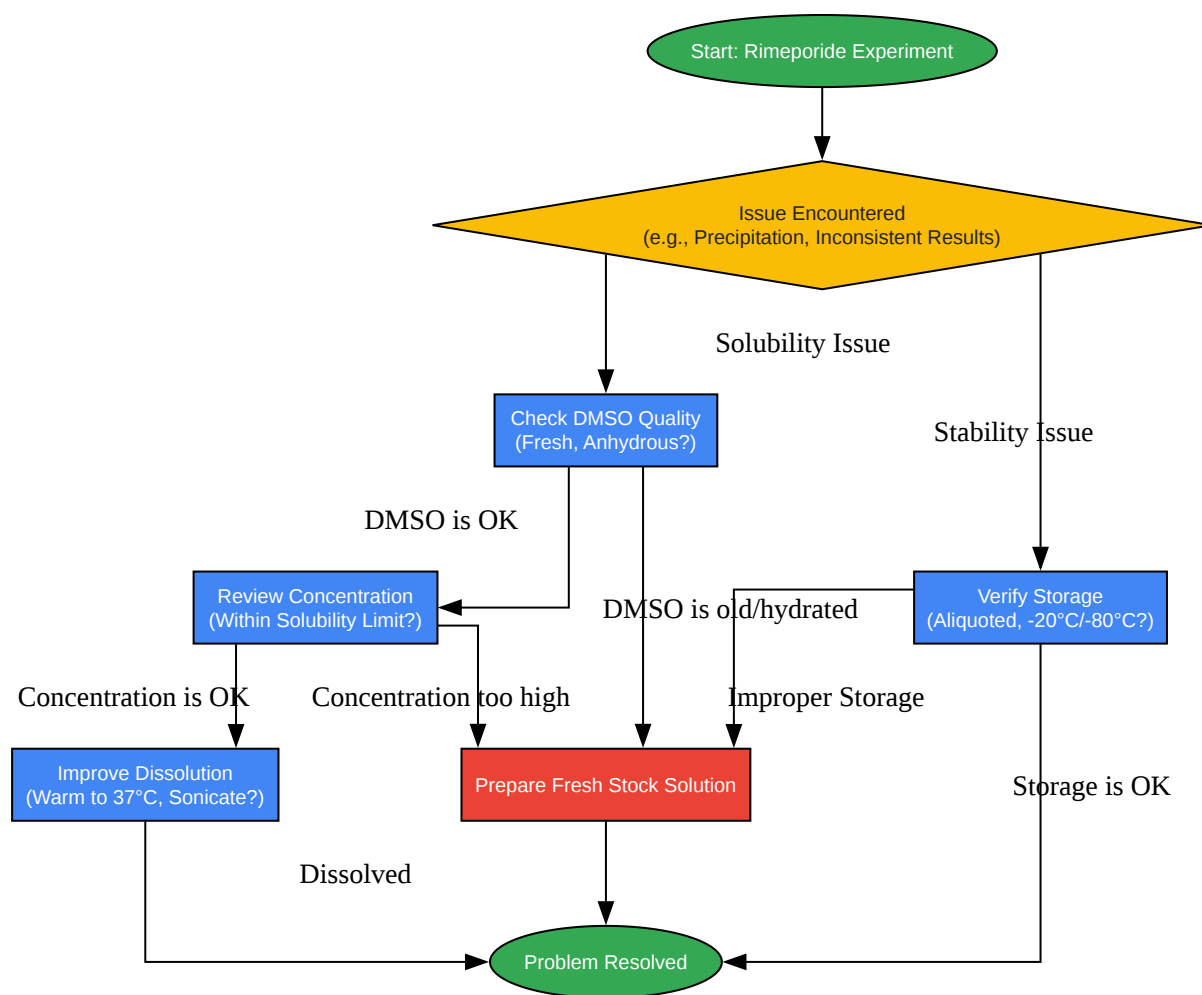 Start: Rimeporide Experiment
Issue Encountered
(e.g., Precipitation, Inconsistent Results)
Solubility Issue
Check DMSO Quality
(Fresh, Anhydrous?)
Stability Issue
DMSO is OK
Review Concentration
(Within Solubility Limit?)
DMSO is old/hydrated
Verify Storage
(Aliquoted, -20°C/-80°C?)
Concentration is OK
Concentration too high
Improper Storage
Improve Dissolution
(Warm to 37°C, Sonicate?)
Prepare Fresh Stock Solution
Storage is OK
Dissolved
Problem Resolved